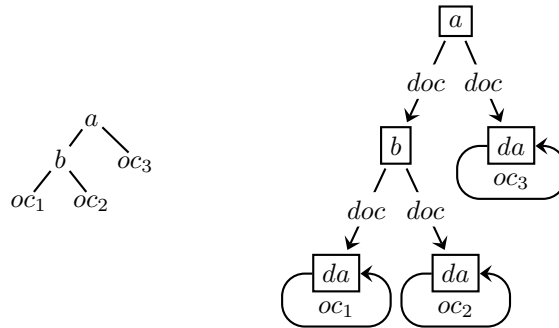 a
b
oc₃
oc₁ oc₂
a
doc doc
b da
oc₃
doc doc
da da
oc₁ oc₂